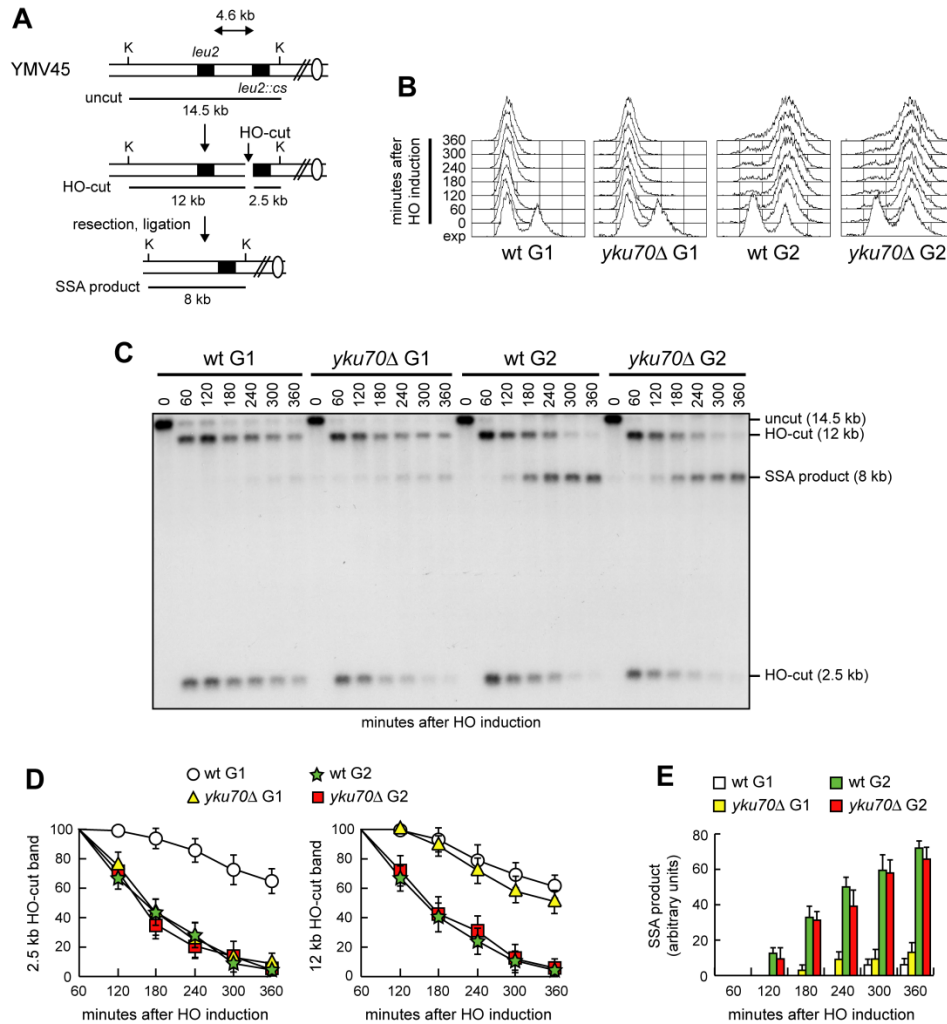 A
4.6 kb
K leu2 K
YMV45
leu2::cs
uncut
14.5 kb
HO-cut
K K
HO-cut
12 kb 2.5 kb
resection, ligation
K K
SSA product
8 kb
B
minutes after
HO induction
360
300
240
180
120
60
0
exp
wt G1 yku70Δ G1 wt G2 yku70Δ G2
C
wt G1 yku70Δ G1 wt G2 yku70Δ G2
0 60 120 180 240 300 360 0 60 120 180 240 300 360 0 60 120 180 240 300 360 0 60 120 180 240 300 360
uncut (14.5 kb)
HO-cut (12 kb)
SSA product (8 kb)
HO-cut (2.5 kb)
minutes after HO induction
D
wt G1 wt G2
yku70Δ G1 yku70Δ G2
2.5 kb HO-cut band
100
80
60
40
20
0
60 120 180 240 300 360
minutes after HO induction
12 kb HO-cut band
100
80
60
40
20
0
60 120 180 240 300 360
minutes after HO induction
E
wt G1 wt G2
yku70Δ G1 yku70Δ G2
SSA product
(arbitrary units)
80
60
40
20
0
60 120 180 240 300 360
minutes after HO induction